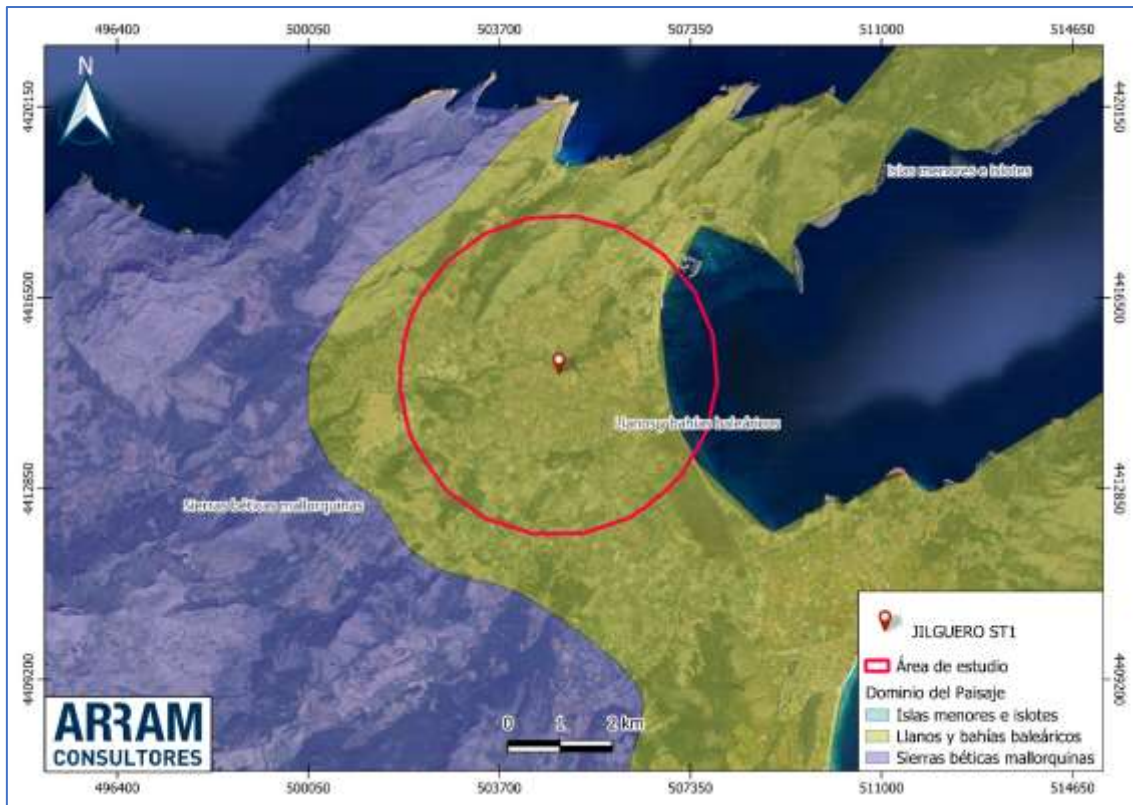 496400 500050 503700 507350 511000 514650
4420150 4420150
N
Islas menores e islotes
4416500 4416500
Llanos y bahías baleáricos
4412850 4412850
Sierras béticas mallorquinas
JILGUERO ST1
Área de estudio
Dominio del Paisaje
Islas menores e islotes
Llanos y bahías baleáricos
Sierras béticas mallorquinas
4409200 4409200
0 1 2 km
ARRAM
CONSULTORES
496400 500050 503700 507350 511000 514650